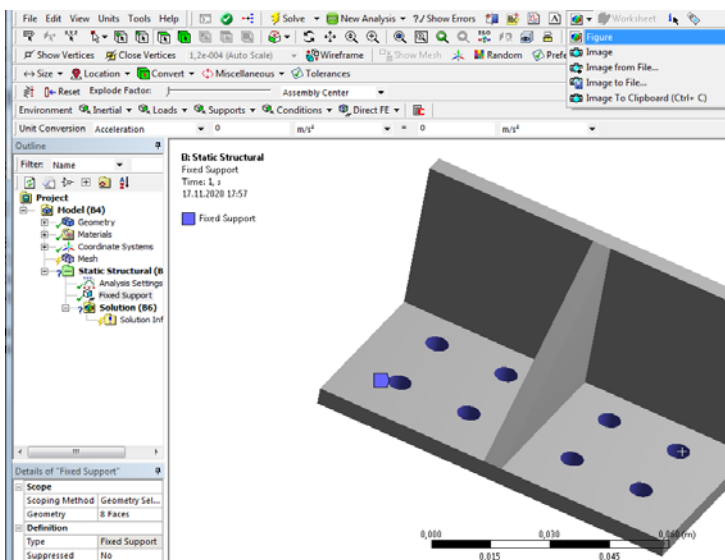 File Edit View Units Tools Help Solve New Analysis ?/ Show Errors Worksheet
Figure
Image
Image from File...
Image to File...
Image To Clipboard (Ctrl+ C)
Show Vertices Close Vertices 1,2e-004 (Auto Scale) Wireframe Show Mesh Random Prefe
Size Location Convert Miscellaneous Tolerances
Reset Explode Factor: Assembly Center
Environment Inertial Loads Supports Conditions Direct FE
Unit Conversion Acceleration 0 m/s² = 0 m/s²
Outline
Filter: Name
Project
Model (B4)
Geometry
Materials
Coordinate Systems
Mesh
Static Structural (B
Analysis Settings
Fixed Support
Solution (B6)
Solution Inf
B: Static Structural
Fixed Support
Time: 1, s
17.11.2020 17:57
Fixed Support
Details of "Fixed Support"
Scope
Scoping Method Geometry Sel...
Geometry 8 Faces
Definition
Type Fixed Support
Suppressed No
0,000 0,030 0,060 (m)
0,015 0,045